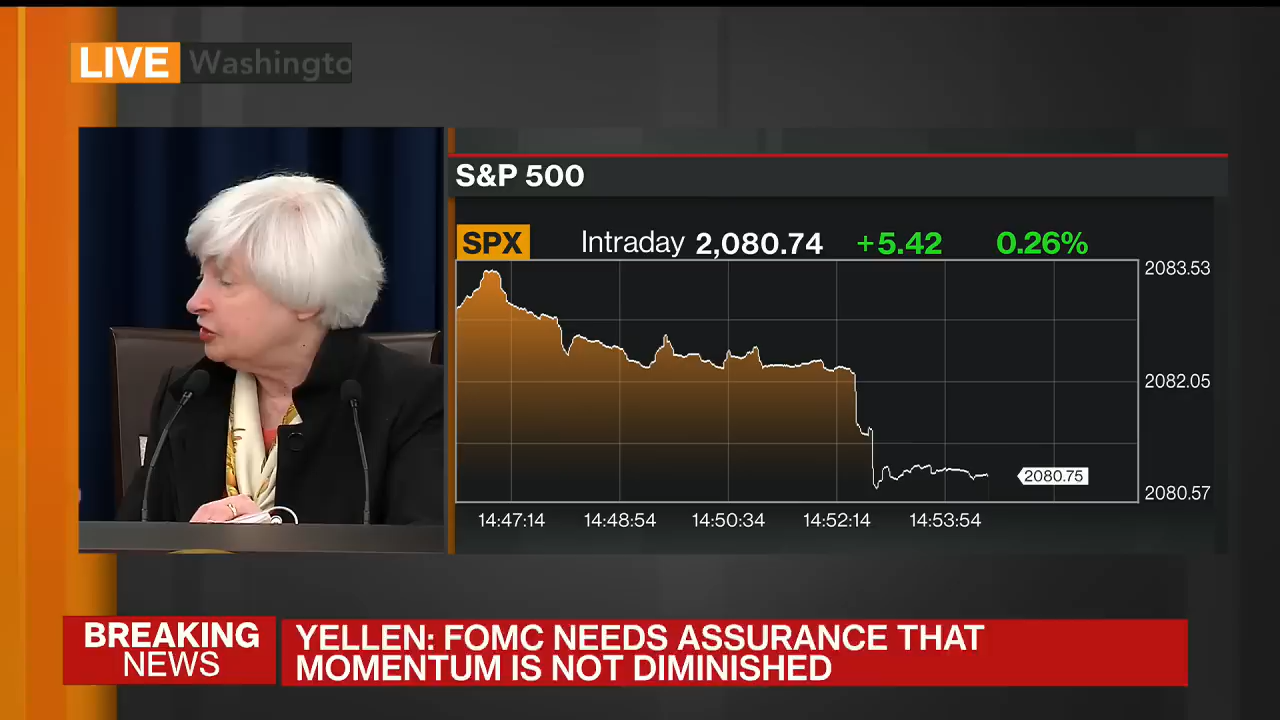 LIVE Washingto
S&P 500
SPX Intraday 2,080.74 +5.42 0.26%
2083.53
2082.05
2080.75
2080.57
14:47:14 14:48:54 14:50:34 14:52:14 14:53:54
BREAKING
NEWS
YELLEN: FOMC NEEDS ASSURANCE THAT
MOMENTUM IS NOT DIMINISHED